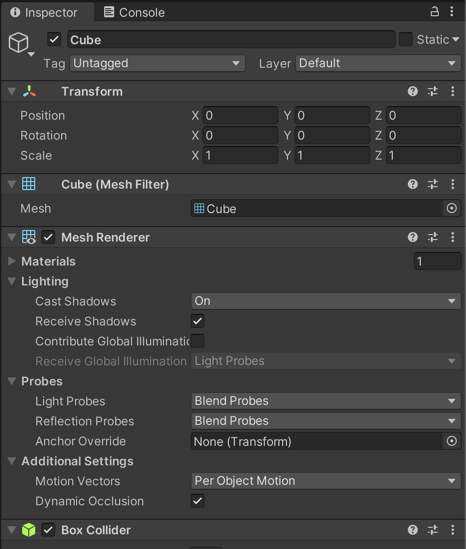 Inspector Console
Cube Static
Tag Untagged Layer Default
Transform
Position X 0 Y 0 Z 0
Rotation X 0 Y 0 Z 0
Scale X 1 Y 1 Z 1
Cube (Mesh Filter)
Mesh Cube
Mesh Renderer
Materials 1
Lighting
Cast Shadows On
Receive Shadows
Contribute Global Illuminatic
Receive Global Illumination Light Probes
Probes
Light Probes Blend Probes
Reflection Probes Blend Probes
Anchor Override None (Transform)
Additional Settings
Motion Vectors Per Object Motion
Dynamic Occlusion
Box Collider